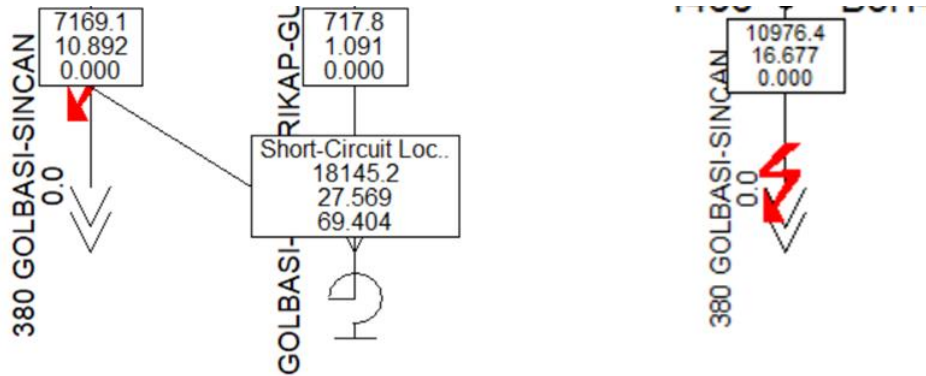 7169.1
10.892
0.000
380 GOLBASI-SINCAN
0.0
717.8
1.091
0.000
GOLBASI-
RIKAP-GU
Short-Circuit Loc..
18145.2
27.569
69.404
10976.4
16.677
0.000
380 GOLBASI-SINCAN
0.0